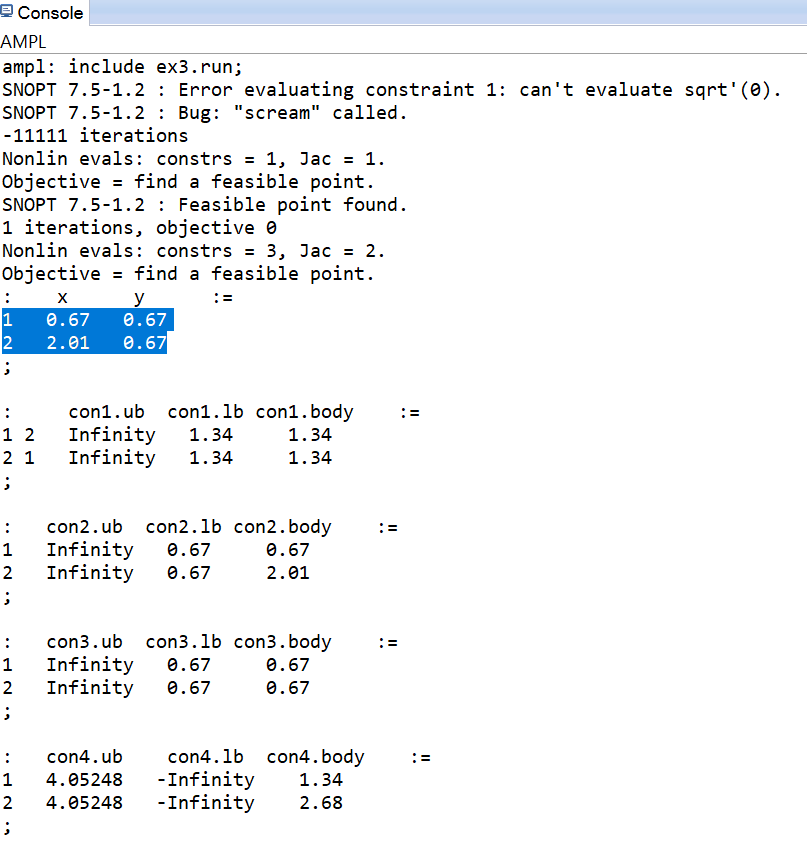 Console
AMPL
ampl: include ex3.run;
SNOPT 7.5-1.2 : Error evaluating constraint 1: can't evaluate sqrt'(0).
SNOPT 7.5-1.2 : Bug: "scream" called.
-11111 iterations
Nonlin evals: constrs = 1, Jac = 1.
Objective = find a feasible point.
SNOPT 7.5-1.2 : Feasible point found.
1 iterations, objective 0
Nonlin evals: constrs = 3, Jac = 2.
Objective = find a feasible point.
:    x      y      :=
1   0.67   0.67
2   2.01   0.67
;
:     con1.ub  con1.lb con1.body    :=
1 2   Infinity   1.34     1.34
2 1   Infinity   1.34     1.34
;
:   con2.ub  con2.lb con2.body    :=
1   Infinity   0.67     0.67
2   Infinity   0.67     2.01
;
:   con3.ub  con3.lb con3.body    :=
1   Infinity   0.67     0.67
2   Infinity   0.67     0.67
;
:   con4.ub    con4.lb  con4.body    :=
1   4.05248   -Infinity    1.34
2   4.05248   -Infinity    2.68
;